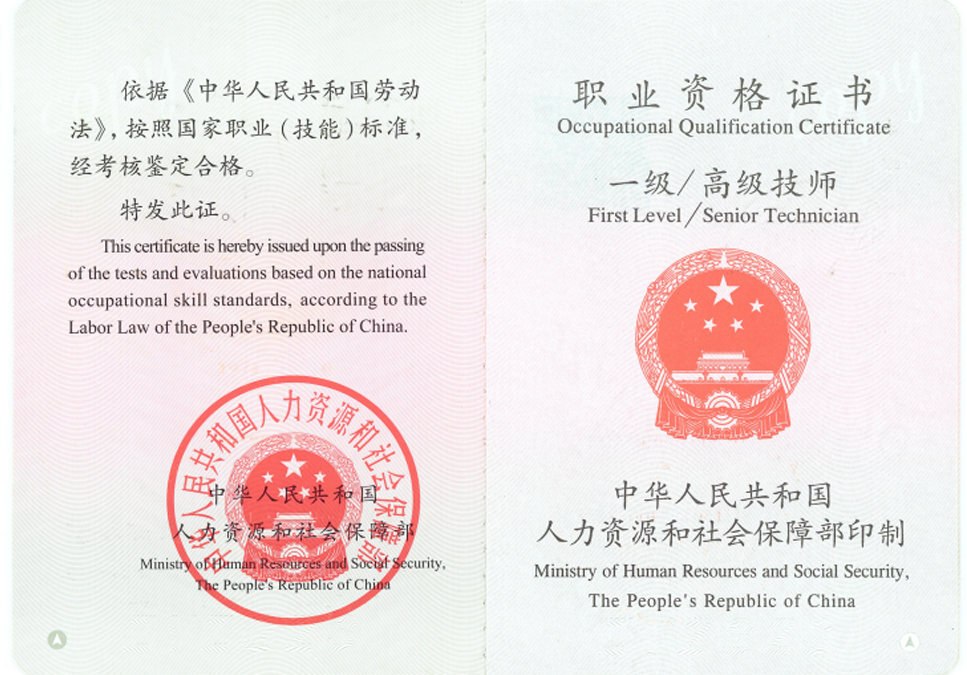 依据《中华人民共和国劳动
法》，按照国家职业（技能）标准，
经考核鉴定合格。
特发此证。
This certificate is hereby issued upon the passing
of the tests and evaluations based on the national
occupational skill standards, according to the
Labor Law of the People's Republic of China.
中华人民共和国人力资源和社会保障部
中华人民共和国
人力资源和社会保障部
Ministry of Human Resources and Social Security,
The People's Republic of China
职业资格证书
Occupational Qualification Certificate
一级/高级技师
First Level/Senior Technician
中华人民共和国
人力资源和社会保障部印制
Ministry of Human Resources and Social Security,
The People's Republic of China